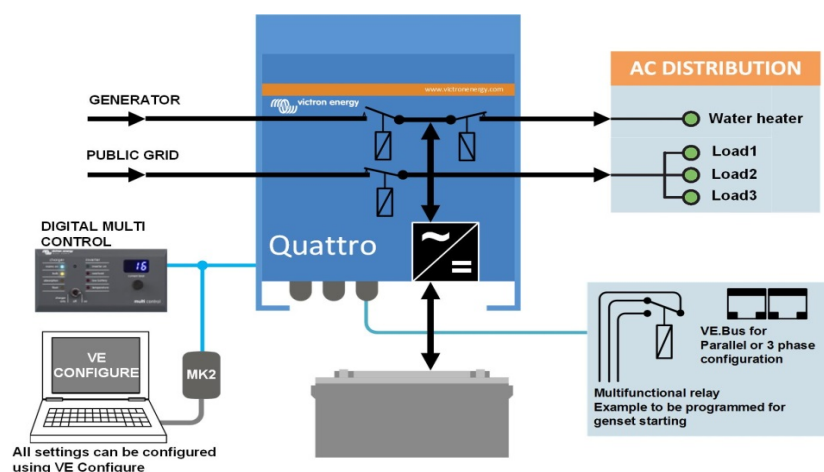 www.victronenergy.com
victron energy
GENERATOR
PUBLIC GRID
Quattro
AC DISTRIBUTION
Water heater
Load1
Load2
Load3
DIGITAL MULTI
CONTROL
16
multi control
VE
CONFIGURE
MK2
All settings can be configured
using VE Configure
VE.Bus for
Parallel or 3 phase
configuration
Multifunctional relay
Example to be programmed for
genset starting